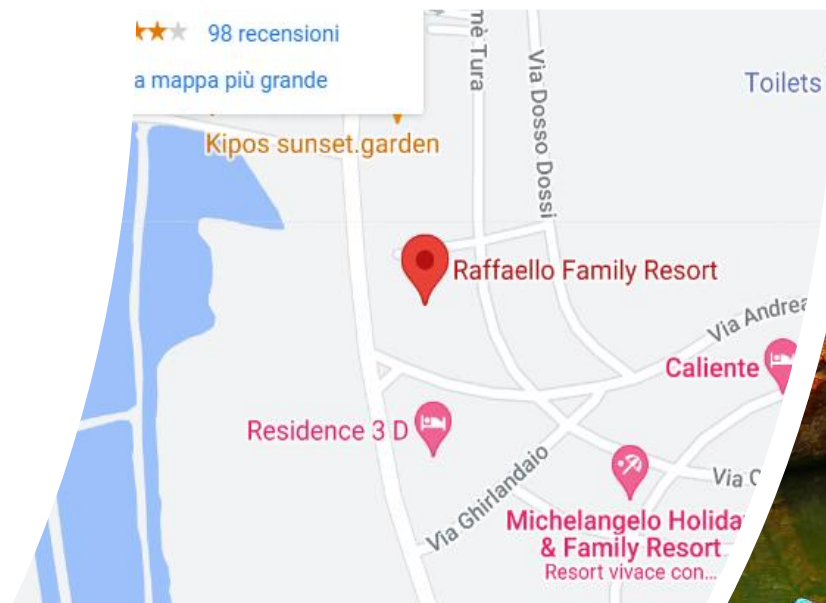 98 recensioni
a mappa più grande
mè Tura
Via Dosso Dossi
Toilets
Kipos sunset.garden
Raffaello Family Resort
Via Andrea
Caliente
Residence 3 D
Via Ghirlandaio
Via C
Michelangelo Holida
& Family Resort
Resort vivace con...